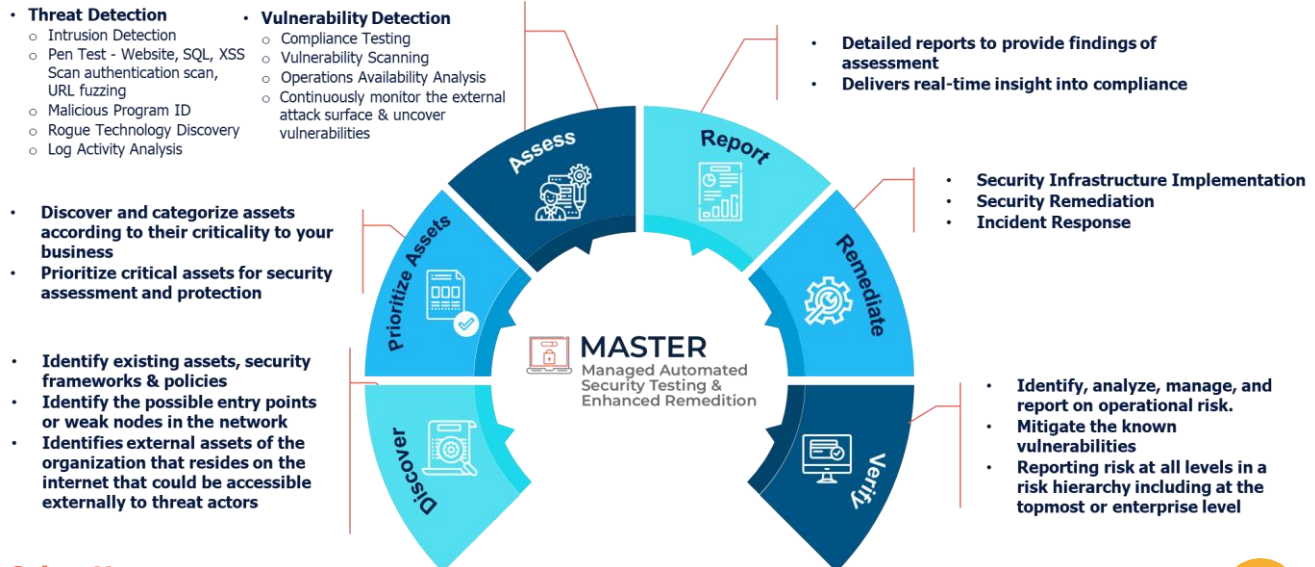 • Threat Detection
o Intrusion Detection
o Pen Test - Website, SQL, XSS
Scan authentication scan,
URL fuzzing
o Malicious Program ID
o Rogue Technology Discovery
o Log Activity Analysis
• Vulnerability Detection
o Compliance Testing
o Vulnerability Scanning
o Operations Availability Analysis
o Continuously monitor the external
attack surface & uncover
vulnerabilities
• Detailed reports to provide findings of
assessment
• Delivers real-time insight into compliance
Assess
Report
• Discover and categorize assets
according to their criticality to your
business
• Prioritize critical assets for security
assessment and protection
Prioritize Assets
Remediate
• Security Infrastructure Implementation
• Security Remediation
• Incident Response
MASTER
Managed Automated
Security Testing &
Enhanced Remedition
• Identify existing assets, security
frameworks & policies
• Identify the possible entry points
or weak nodes in the network
• Identifies external assets of the
organization that resides on the
internet that could be accessible
externally to threat actors
Discover
Verify
• Identify, analyze, manage, and
report on operational risk.
• Mitigate the known
vulnerabilities
• Reporting risk at all levels in a
risk hierarchy including at the
topmost or enterprise level